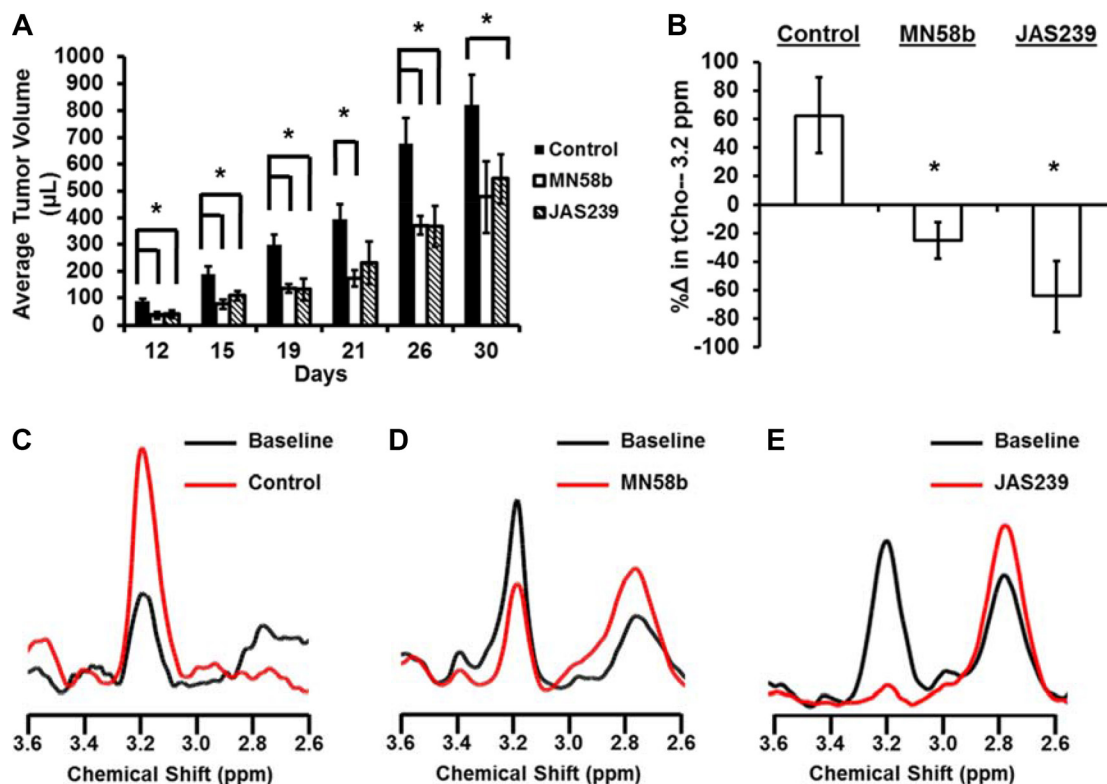 A
1000
900
800
700
600
500
400
300
200
100
0
Average Tumor Volume
(µL)
* * * * * *
Control
MN58b
JAS239
12 15 19 21 26 30
Days
B
Control MN58b JAS239
100
80
60
40
20
0
-20
-40
-60
-80
-100
%Δ in tCho-- 3.2 ppm
* *
C
Baseline
Control
3.6 3.4 3.2 3.0 2.8 2.6
Chemical Shift (ppm)
D
Baseline
MN58b
3.6 3.4 3.2 3.0 2.8 2.6
Chemical Shift (ppm)
E
Baseline
JAS239
3.6 3.4 3.2 3.0 2.8 2.6
Chemical Shift (ppm)